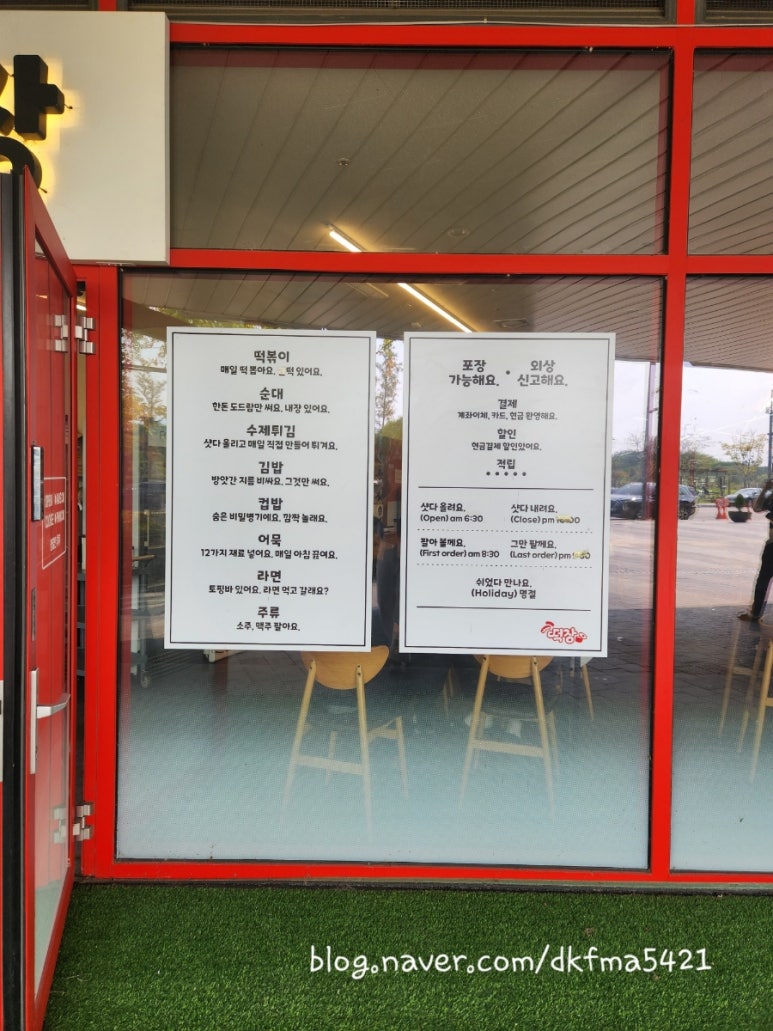 떡볶이
매일 떡 뽑아요. 떡 있어요.
순대
한돈 도드람만 써요. 내장 있어요.
수제튀김
샷다 올리고 매일 직접 만들어 튀겨요.
김밥
방앗간 지름 비싸요. 그것만 써요.
컵밥
숨은 비밀병기에요. 깜짝 놀래요.
어묵
12가지 재료 넣어요. 매일 아침 끓여요.
라면
토핑바 있어요. 라면 먹고 갈래요?
주류
소주, 맥주 팔아요.
포장 • 외상
가능해요. 신고해요.
결제
계좌이체, 카드, 현금 환영해요.
할인
현금결제 할인있어요.
적립
• • • • •
샷다 올려요. 샷다 내려요.
(Open) am 6:30 (Close) pm
팔아 볼께요. 그만 팔께요.
(First order) am 8:30 (Last order) pm
쉬었다 만나요.
(Holiday) 명절
떡장
blog.naver.com/dkfma5421